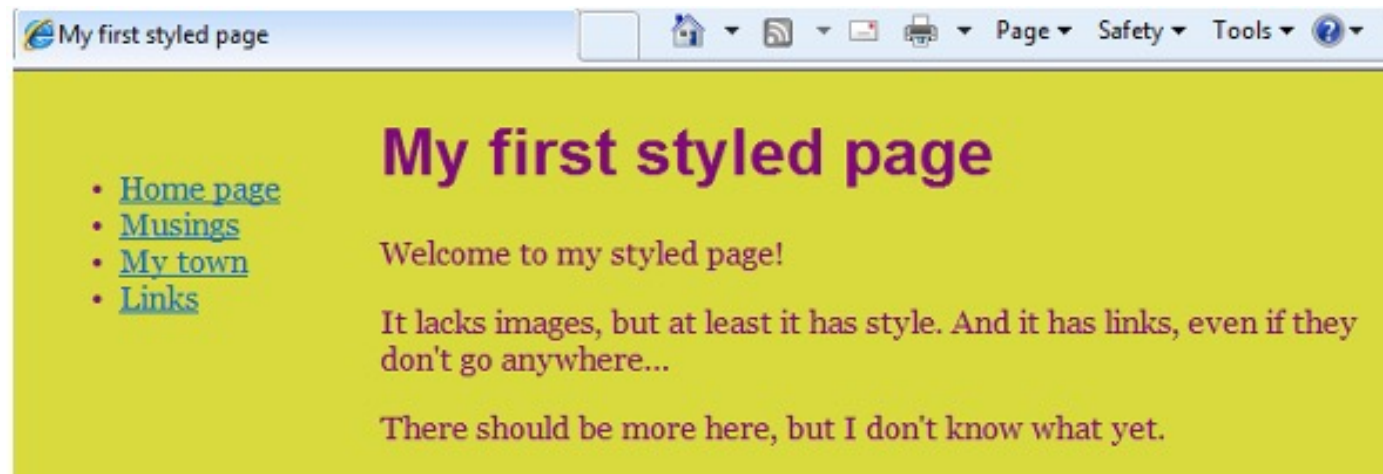 My first styled page
Page Safety Tools
My first styled page
Home page
Musings
My town
Links
Welcome to my styled page!
It lacks images, but at least it has style. And it has links, even if they
don't go anywhere...
There should be more here, but I don't know what yet.